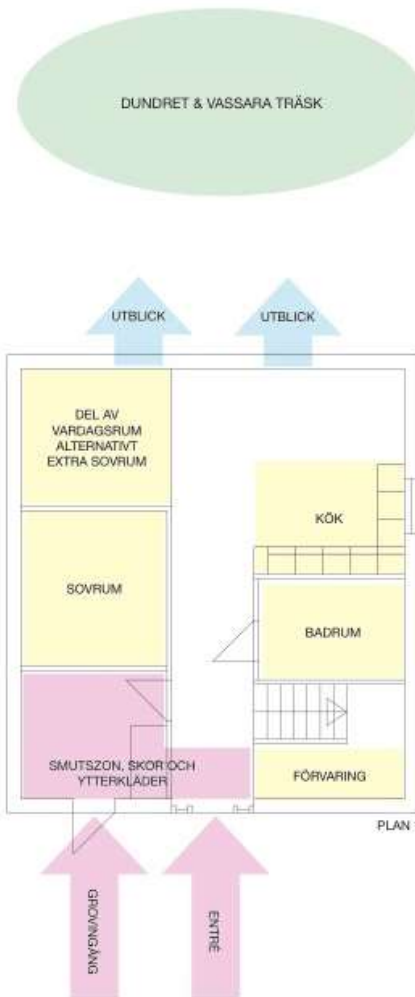 DUNDRET & VASSARA TRÄSK
UTBLICK
UTBLICK
DEL AV
VARDAGSRUM
ALTERNATIVT
EXTRA SOVRUM
KÖK
SOVRUM
BADRUM
SMUTSZON, SKOR OCH
YTTERKLÄDER
FÖRVARING
PLAN
GROVINGÅNG
ENTRÉ